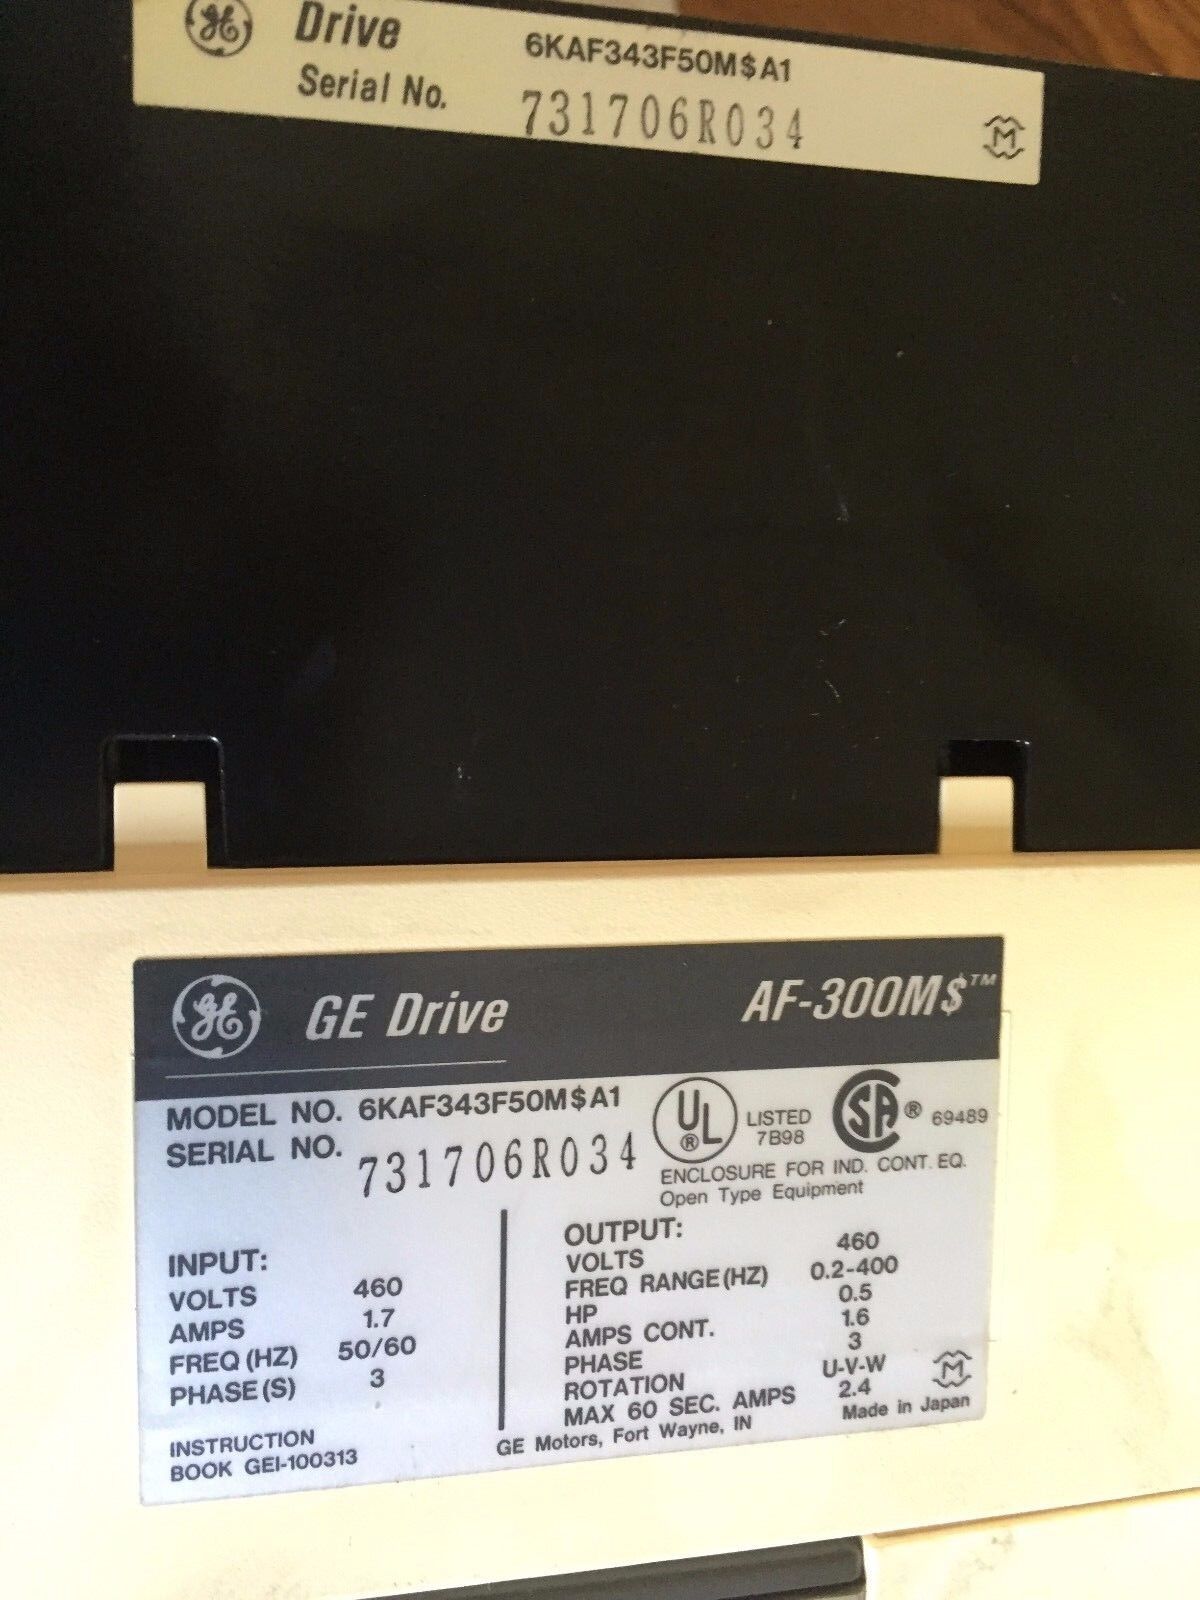 GE Drive 6KAF343F50M$A1
Serial No. 731706R034
M
GE GE Drive AF-300M$™
MODEL NO. 6KAF343F50M$A1
SERIAL NO. 731706R034
UL ® LISTED 7B98 SA ® 69489
ENCLOSURE FOR IND. CONT. EQ.
Open Type Equipment
INPUT:
VOLTS 460
AMPS 1.7
FREQ (HZ) 50/60
PHASE(S) 3
INSTRUCTION
BOOK GEI-100313
OUTPUT:
VOLTS 460
FREQ RANGE(HZ) 0.2-400
HP 0.5
AMPS CONT. 1.6
PHASE 3
ROTATION U-V-W
MAX 60 SEC. AMPS 2.4
M
GE Motors, Fort Wayne, IN Made in Japan